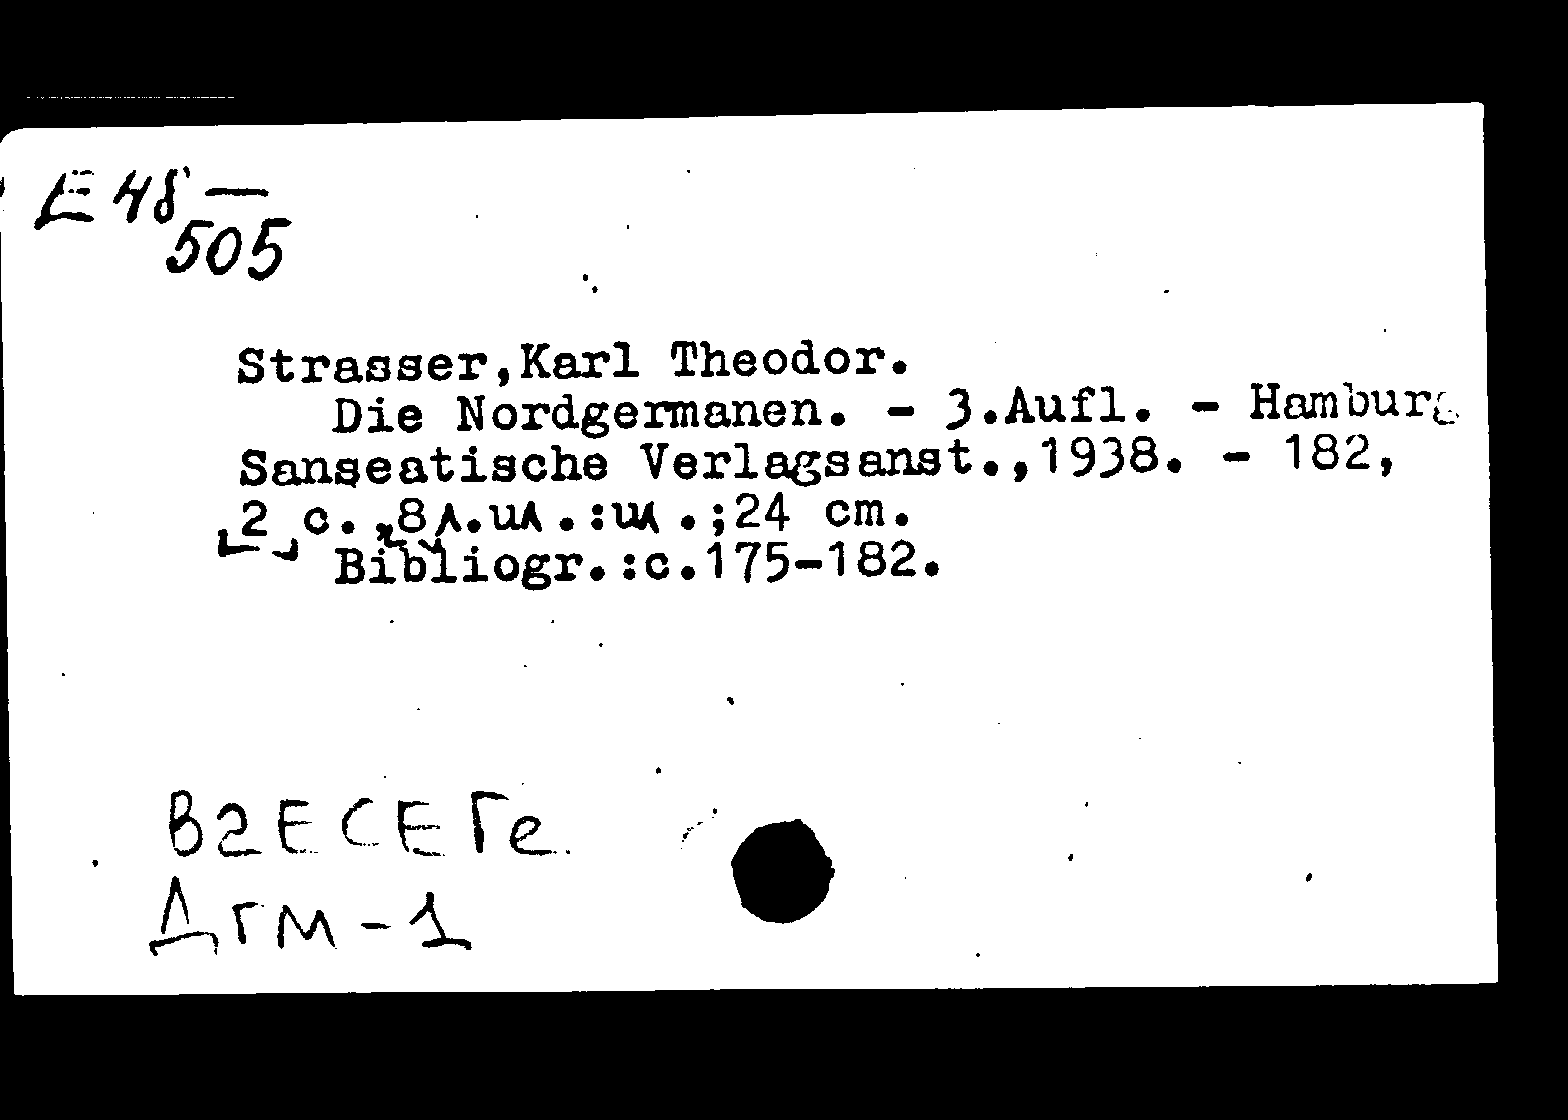 E 48 —
505
Strasser,Karl Theodor.
Die Nordgermanen. - 3.Aufl. - Hamburg
Sanseatische Verlagsanst.,1938. - 182,
[2] с. [8]л.ил.:ил.;24 cm.
Bibliogr.:c.175-182.
В2ЕСЕГе
ДГМ-1